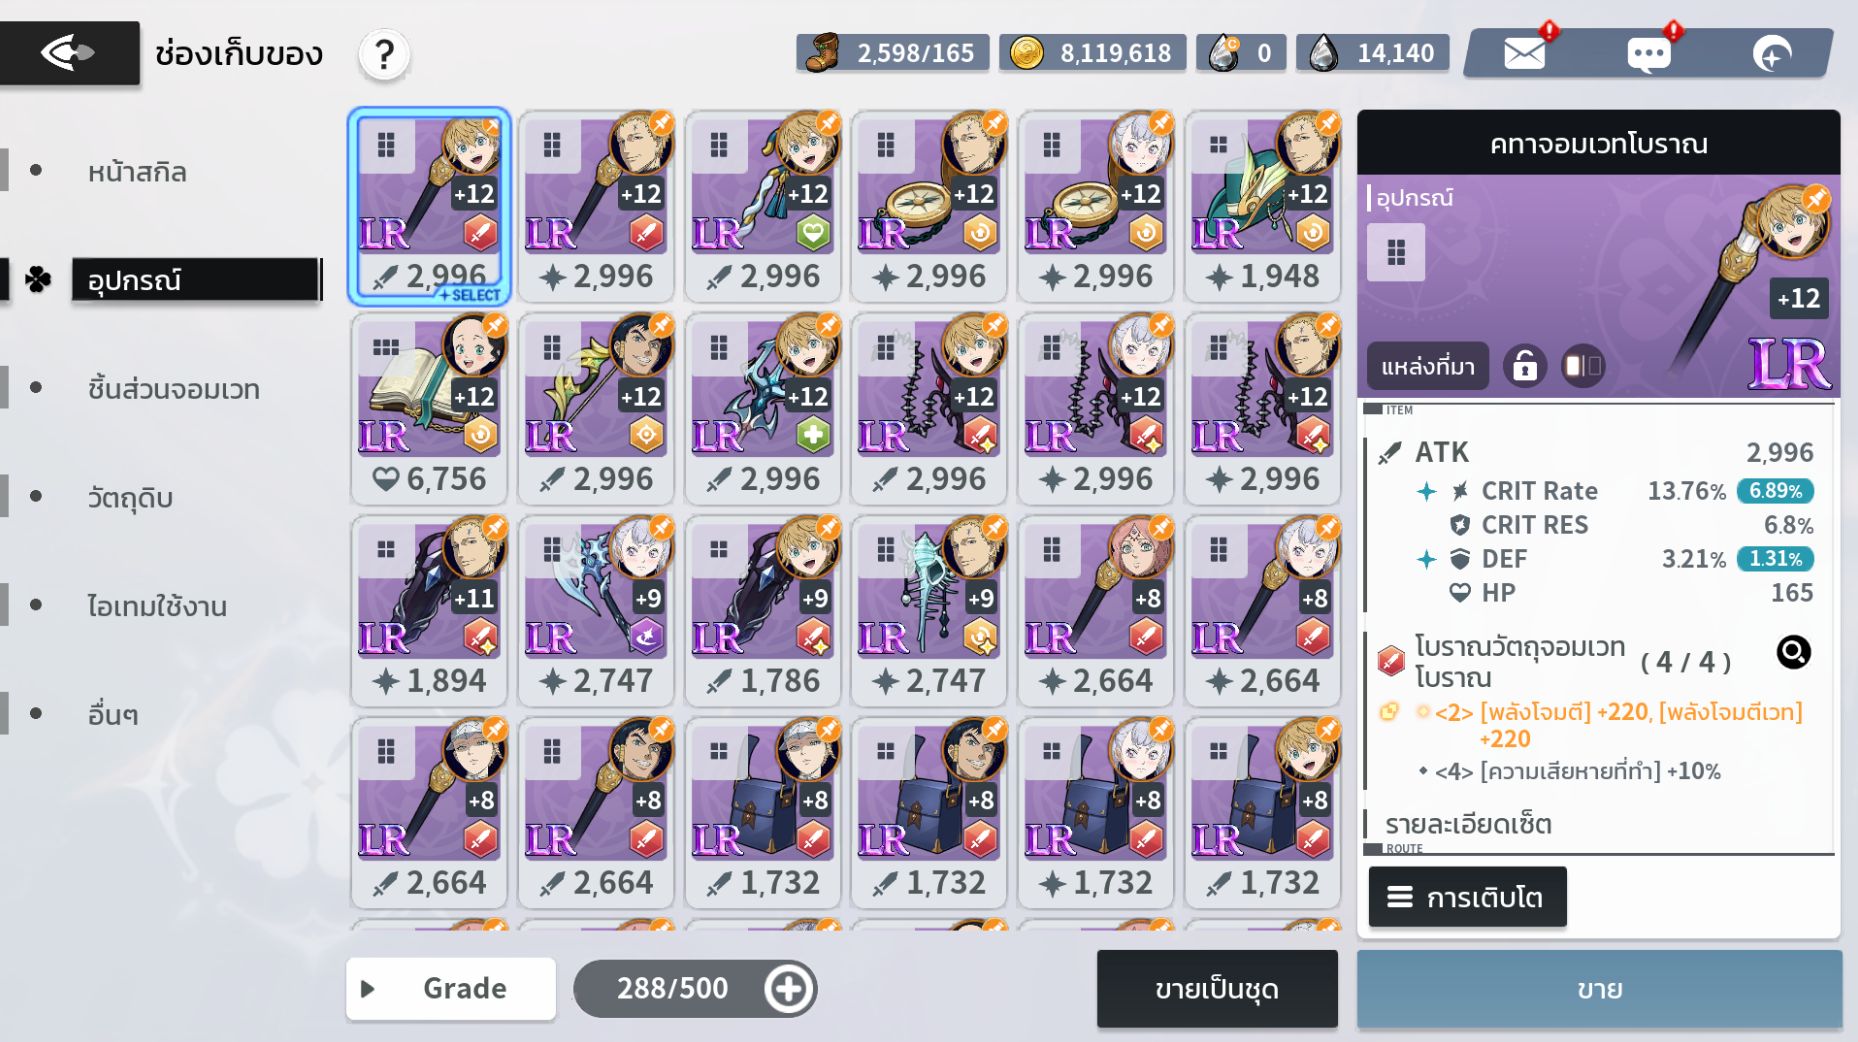 ช่องเก็บของ
?
2,598/165
8,119,618
0
14,140
หน้าสกิล
อุปกรณ์
ชิ้นส่วนจอมเวท
วัตถุดิบ
ไอเทมใช้งาน
อื่นๆ
+12 LR 2,996 +SELECT
+12 LR 2,996
+12 LR 2,996
+12 LR 2,996
+12 LR 2,996
+12 LR 1,948
+12 LR 6,756
+12 LR 2,996
+12 LR 2,996
+12 LR 2,996
+12 LR 2,996
+12 LR 2,996
+11 LR 1,894
+9 LR 2,747
+9 LR 1,786
+9 LR 2,747
+8 LR 2,664
+8 LR 2,664
+8 LR 2,664
+8 LR 2,664
+8 LR 1,732
+8 LR 1,732
+8 LR 1,732
+8 LR 1,732
Grade
288/500
ขายเป็นชุด
คทาจอมเวทโบราณ
อุปกรณ์
+12
แหล่งที่มา
LR
ITEM
ATK 2,996
CRIT Rate 13.76% 6.89%
CRIT RES 6.8%
DEF 3.21% 1.31%
HP 165
โบราณวัตถุจอมเวท
โบราณ
( 4 / 4 )
<2> [พลังโจมตี] +220, [พลังโจมตีเวท]
+220
<4> [ความเสียหายที่ทำ] +10%
รายละเอียดเซ็ต
ROUTE
การเติบโต
ขาย